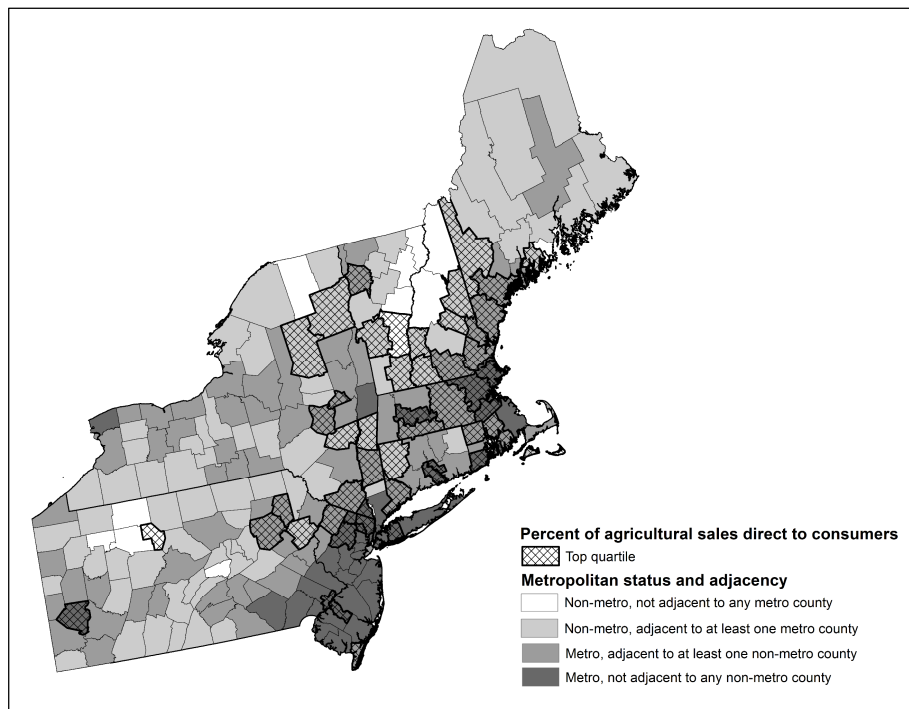 Percent of agricultural sales direct to consumers
Top quartile
Metropolitan status and adjacency
Non-metro, not adjacent to any metro county
Non-metro, adjacent to at least one metro county
Metro, adjacent to at least one non-metro county
Metro, not adjacent to any non-metro county